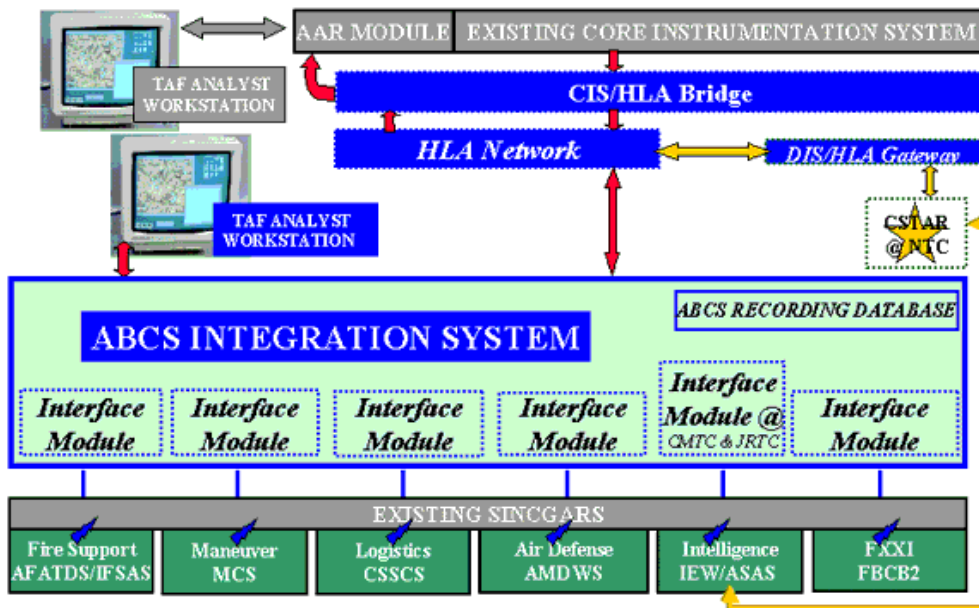 AAR MODULE
EXISTING CORE INSTRUMENTATION SYSTEM
TAF ANALYST
WORKSTATION
CIS/HLA Bridge
HLA Network
DIS/HLA Gateway
TAF ANALYST
WORKSTATION
CSTAR
@ NTC
ABCS RECORDING DATABASE
ABCS INTEGRATION SYSTEM
Interface
Module
Interface
Module
Interface
Module
Interface
Module
Interface
Module @
CMTC & JRTC
Interface
Module
EXISTING SINCGARS
Fire Support
AFATDS/IFSAS
Maneuver
MCS
Logistics
CSSCS
Air Defense
AMDWS
Intelligence
IEW/ASAS
FXXI
FBCB2